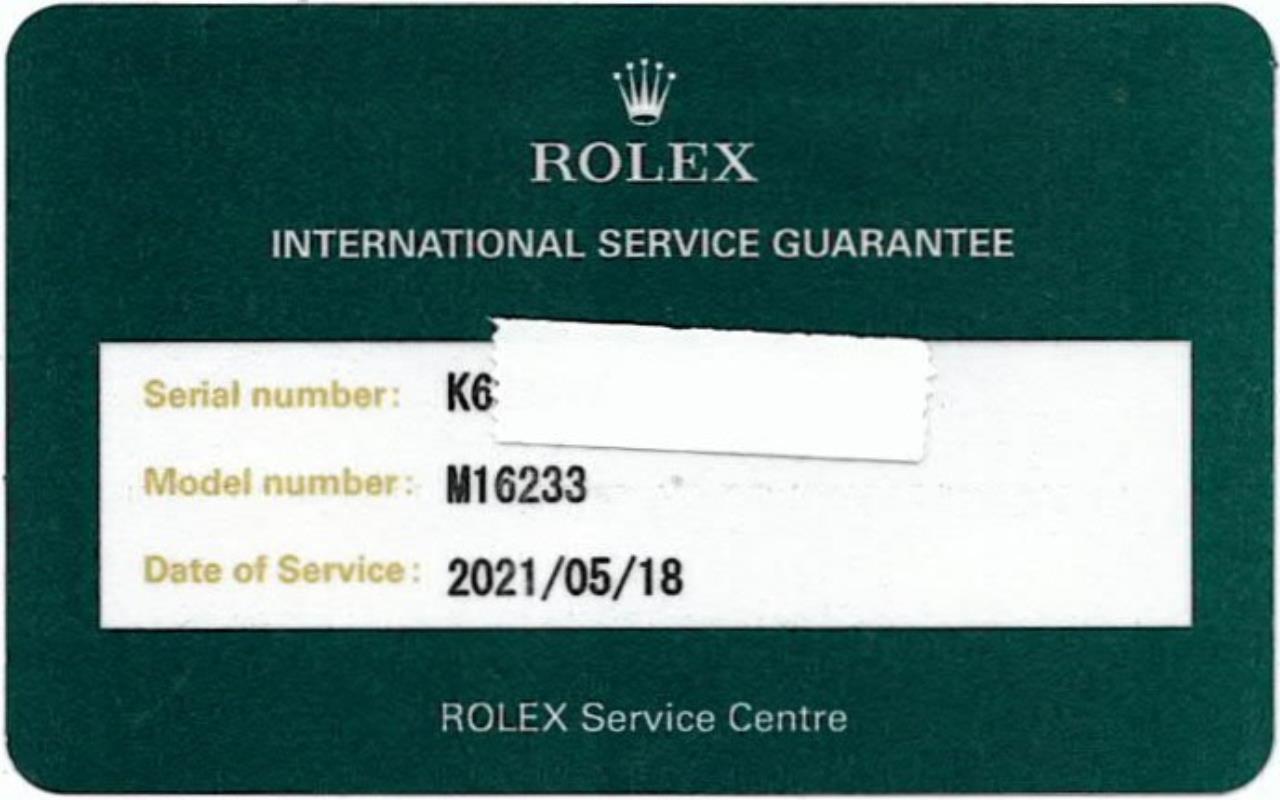 ROLEX
INTERNATIONAL SERVICE GUARANTEE
Serial number: K6
Model number: M16233
Date of Service: 2021/05/18
ROLEX Service Centre